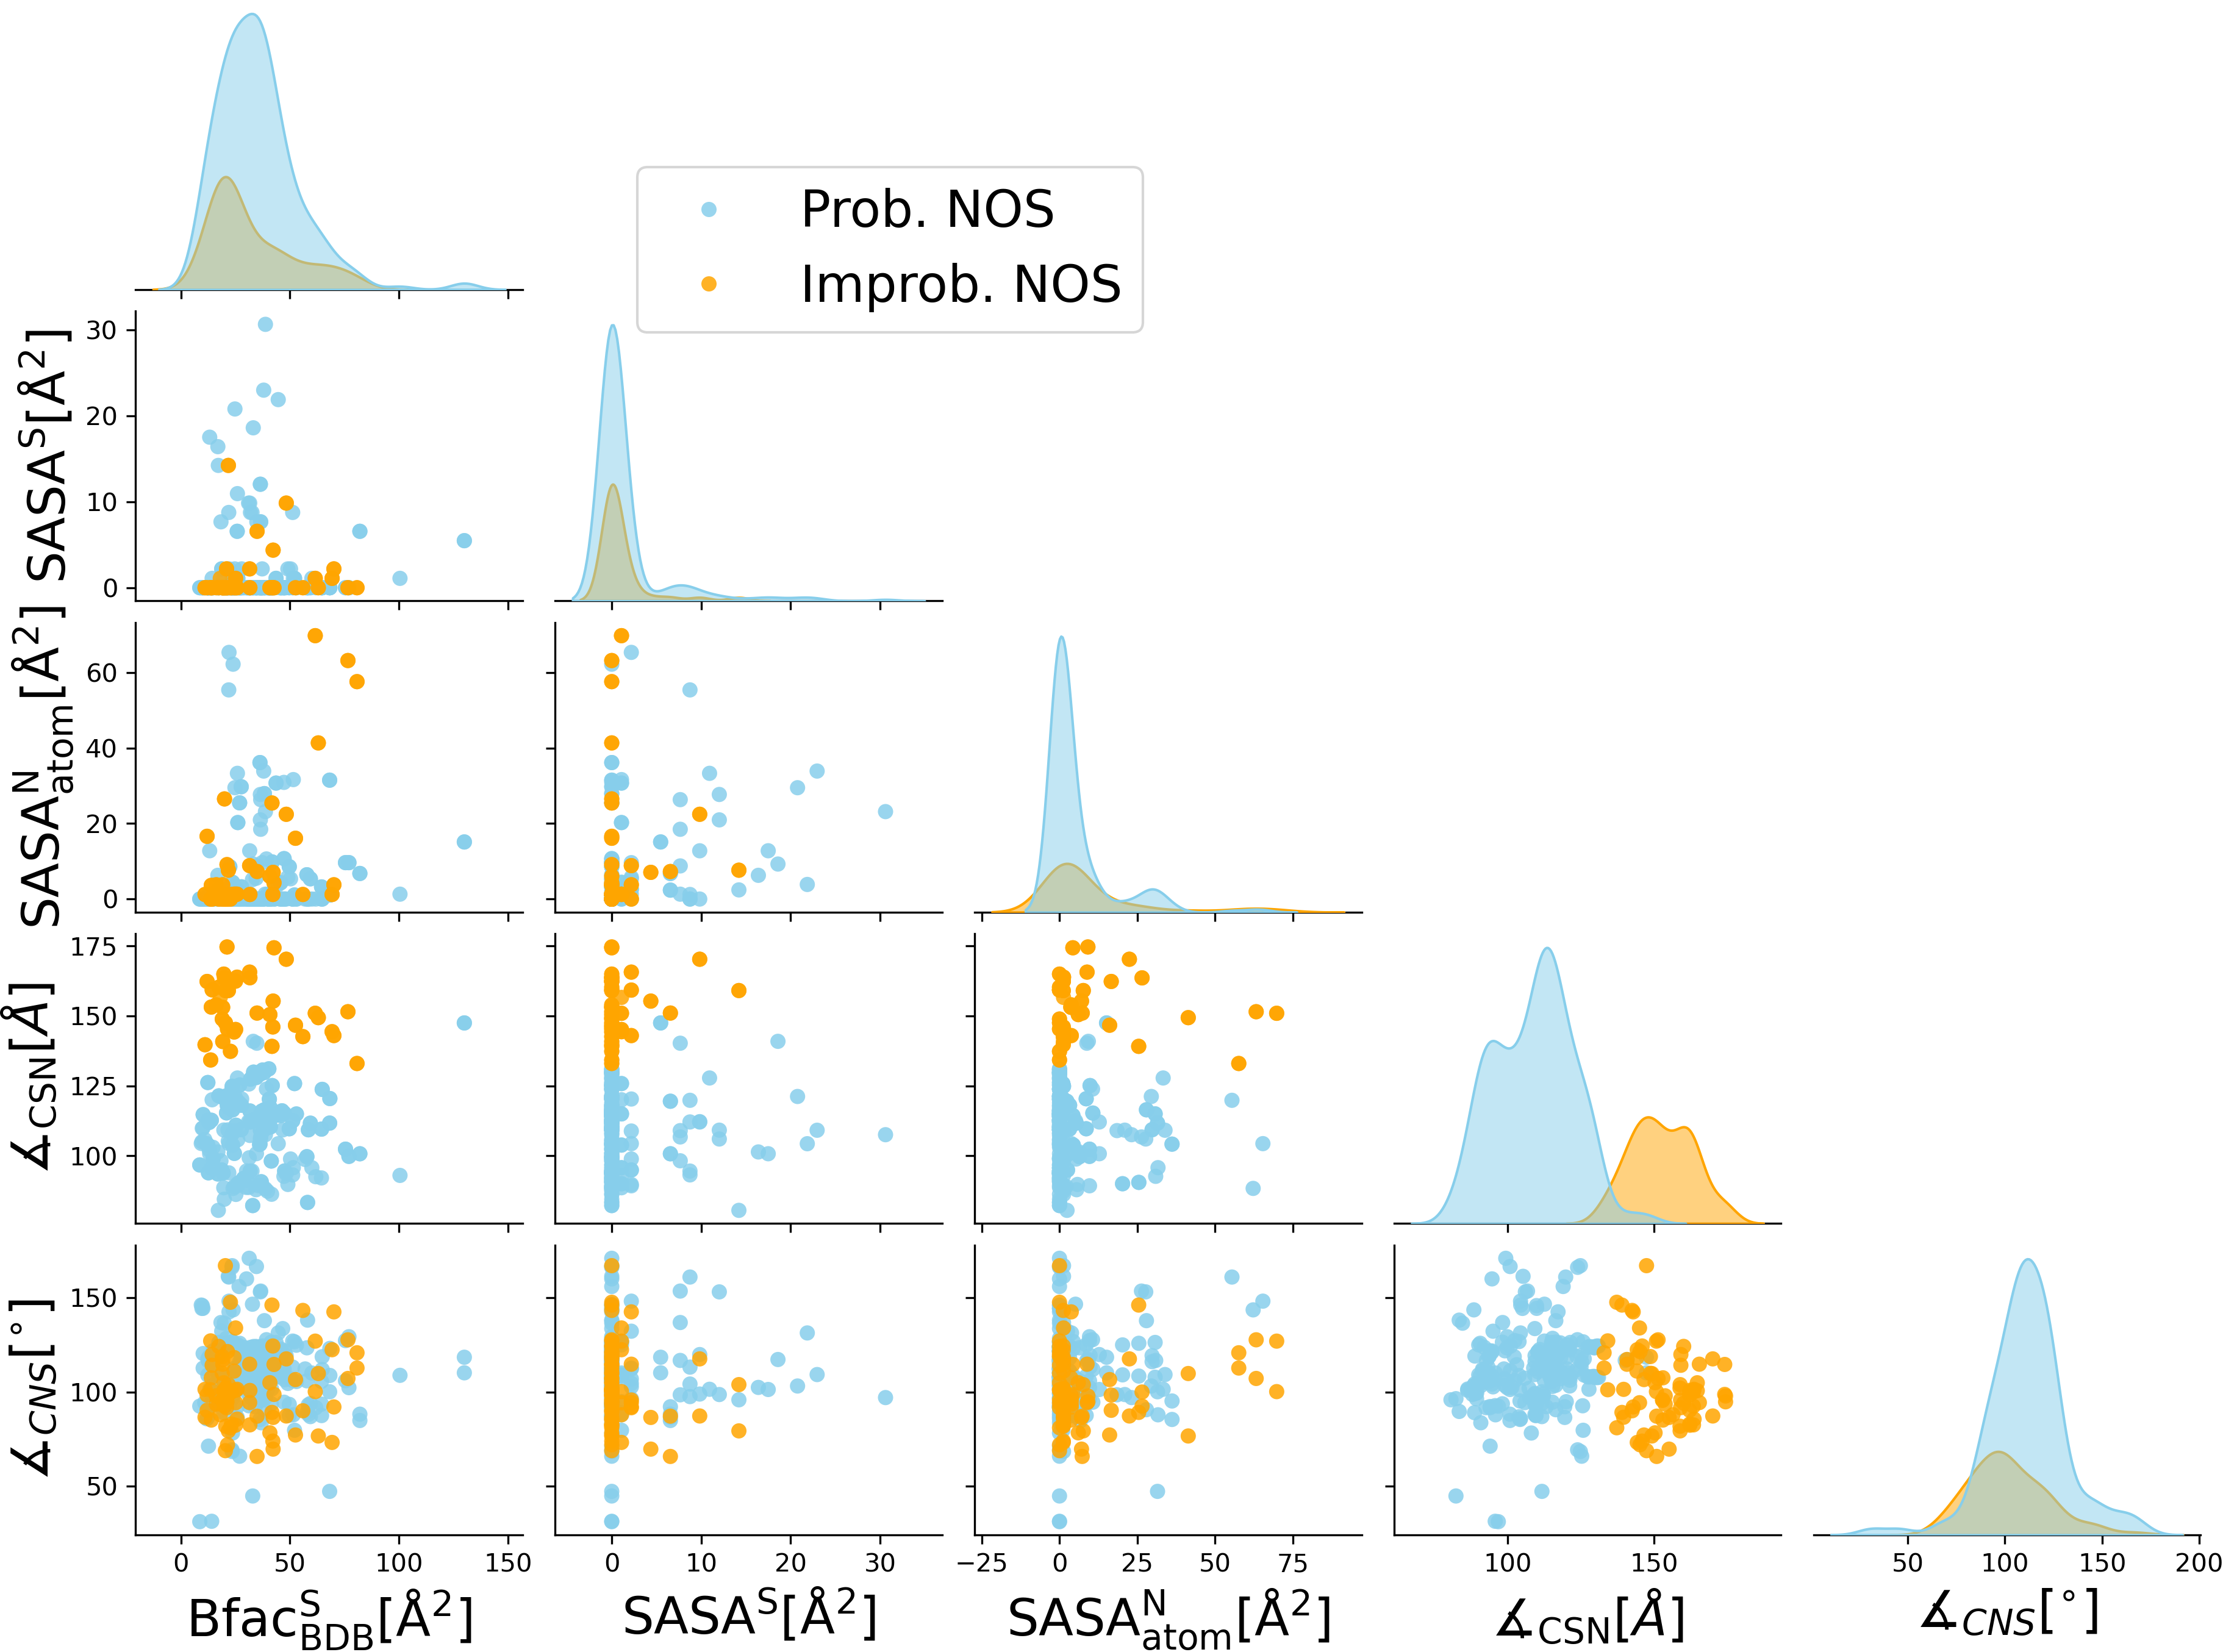 Prob. NOS
Improb. NOS
SASA^S[Å^2]
30
20
10
0
SASA^N_atom[Å^2]
60
40
20
0
∡CSN[Å]
175
150
125
100
∡CNS[°]
150
100
50
0 50 100 150
0 10 20 30
−25 0 25 50 75
100 150
50 100 150 200
Bfac^S_BDB[Å^2]
SASA^S[Å^2]
SASA^N_atom[Å^2]
∡CSN[Å]
∡CNS[°]